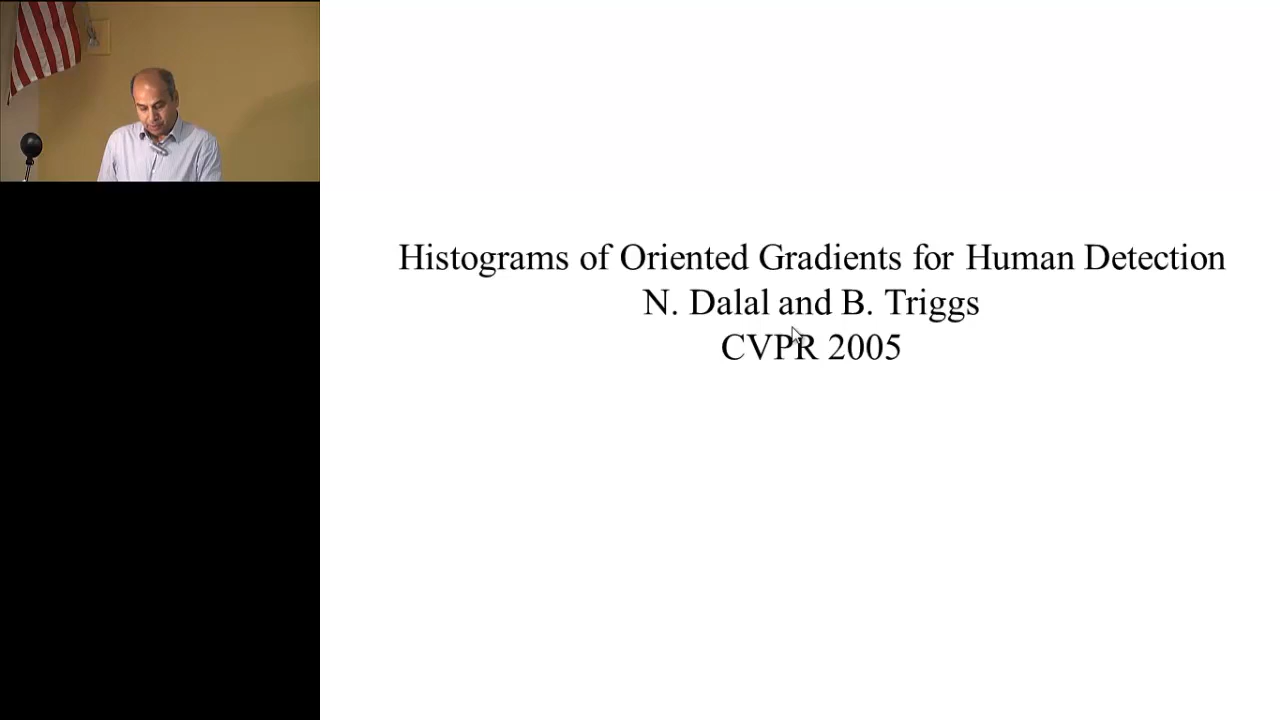 Histograms of Oriented Gradients for Human Detection
N. Dalal and B. Triggs
CVPR 2005